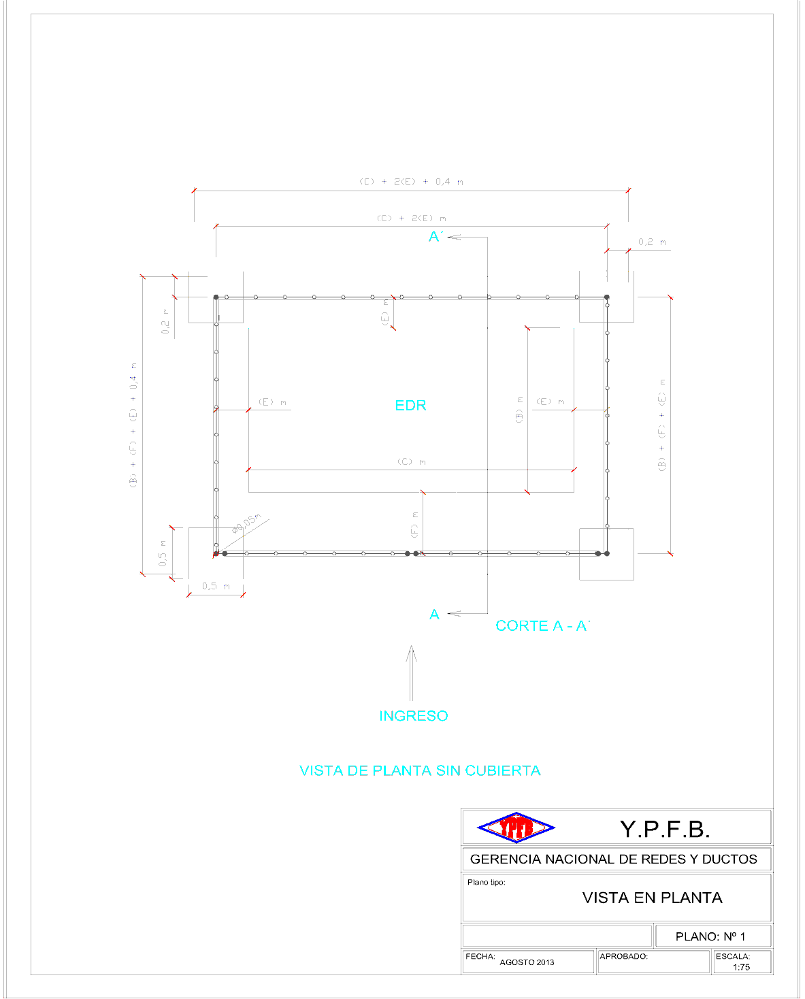 (C) + 2(E) + 0,4 m
(C) + 2(E) m
A´
0,2 m
0,2 m
(E) m
(B) + (F) + (E) + 0,4 m
(E) m
EDR
(B) m
(E) m
(B) + (F) + (E) m
(C) m
(F) m
Ø0,05m
0,5 m
0,5 m
A
CORTE A - A´
INGRESO
VISTA DE PLANTA SIN CUBIERTA
YPFB
Y.P.F.B.
GERENCIA NACIONAL DE REDES Y DUCTOS
Plano tipo:
VISTA EN PLANTA
PLANO: Nº 1
FECHA: AGOSTO 2013
APROBADO:
ESCALA:
1:75